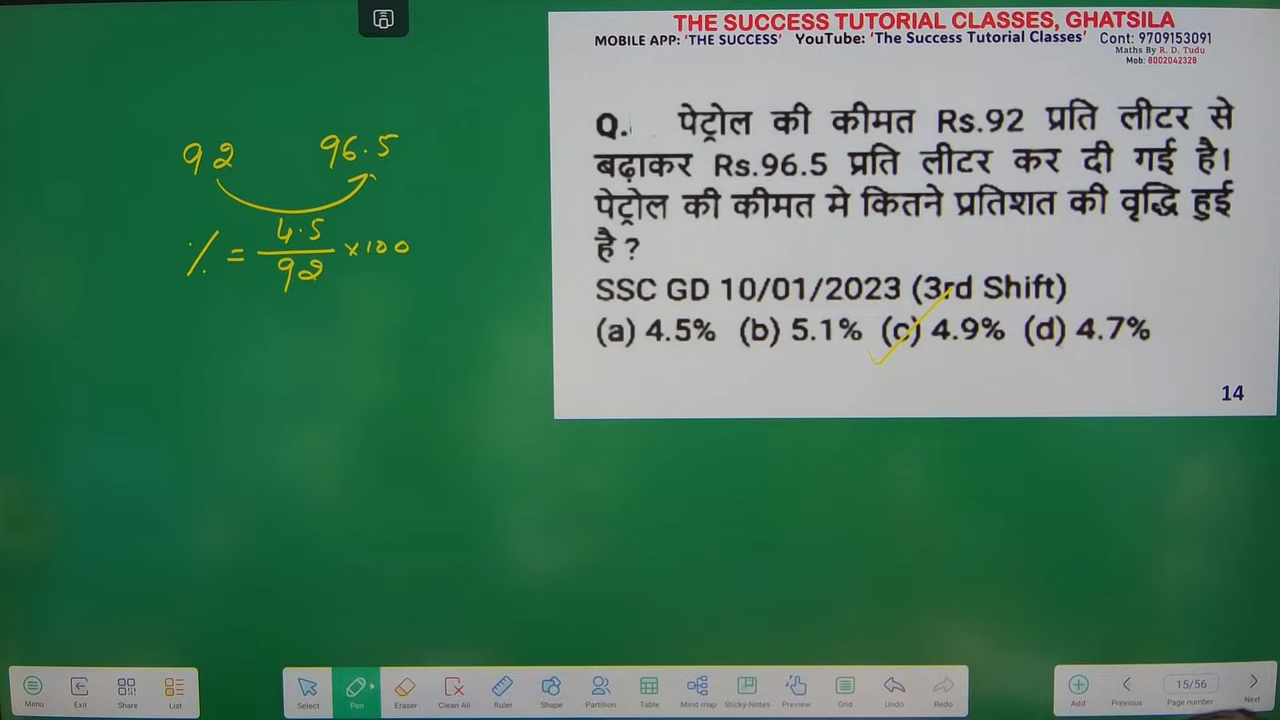 THE SUCCESS TUTORIAL CLASSES, GHATSILA
MOBILE APP: 'THE SUCCESS' YouTube: 'The Success Tutorial Classes' Cont: 9709153091
Maths By R. D. Tudu
Mob: 8002042328
Q. पेट्रोल की कीमत Rs.92 प्रति लीटर से
बढ़ाकर Rs.96.5 प्रति लीटर कर दी गई है।
पेट्रोल की कीमत मे कितने प्रतिशत की वृद्धि हुई
है ?
SSC GD 10/01/2023 (3rd Shift)
(a) 4.5% (b) 5.1% (c) 4.9% (d) 4.7%
14
92 96.5
% = 4.5/92 ×100
Menu Exit Share List Select Pen Eraser Clean All Ruler Shape Partition Table Mind map Sticky-Notes Preview Grid Undo Redo Add Previous 15/56 Page number Next